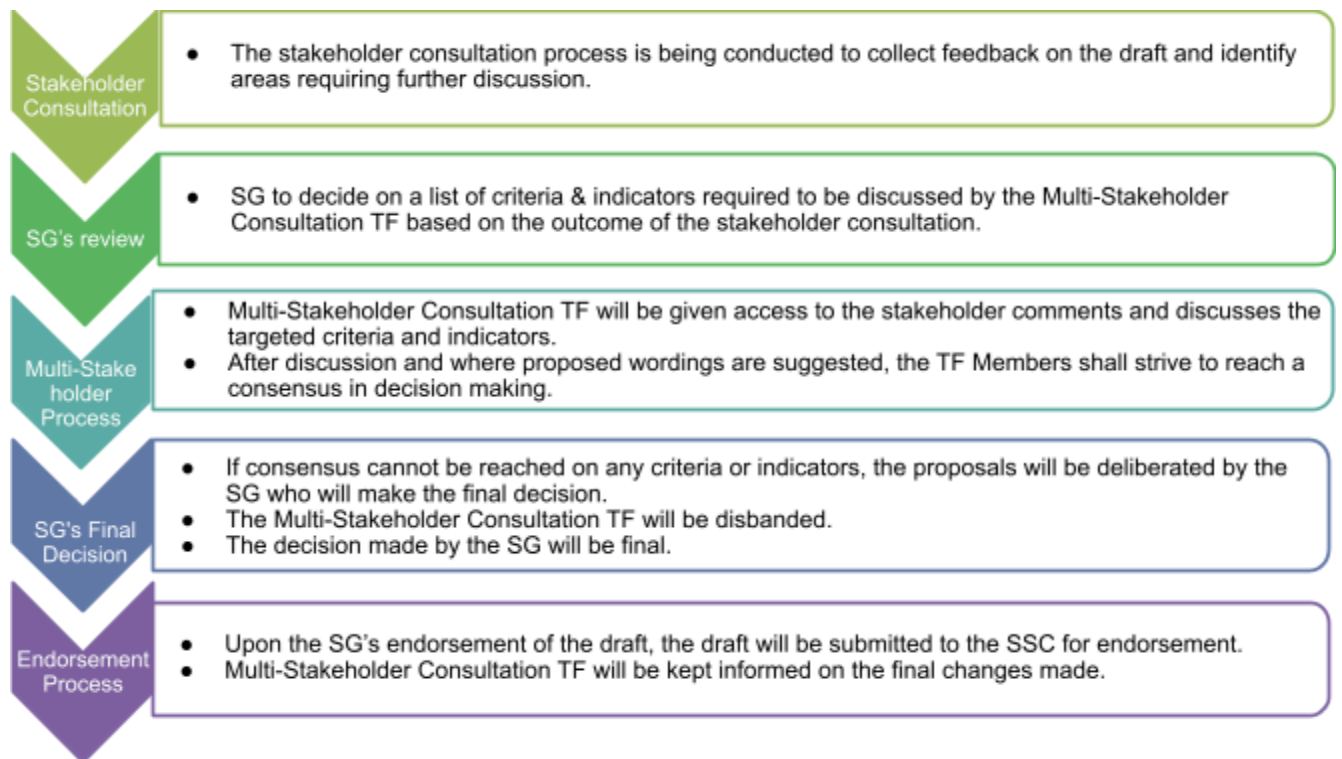 Stakeholder
Consultation
● The stakeholder consultation process is being conducted to collect feedback on the draft and identify
areas requiring further discussion.
SG's review
● SG to decide on a list of criteria & indicators required to be discussed by the Multi-Stakeholder
Consultation TF based on the outcome of the stakeholder consultation.
Multi-Stake
holder
Process
● Multi-Stakeholder Consultation TF will be given access to the stakeholder comments and discusses the
targeted criteria and indicators.
● After discussion and where proposed wordings are suggested, the TF Members shall strive to reach a
consensus in decision making.
SG's Final
Decision
● If consensus cannot be reached on any criteria or indicators, the proposals will be deliberated by the
SG who will make the final decision.
● The Multi-Stakeholder Consultation TF will be disbanded.
● The decision made by the SG will be final.
Endorsement
Process
● Upon the SG's endorsement of the draft, the draft will be submitted to the SSC for endorsement.
● Multi-Stakeholder Consultation TF will be kept informed on the final changes made.